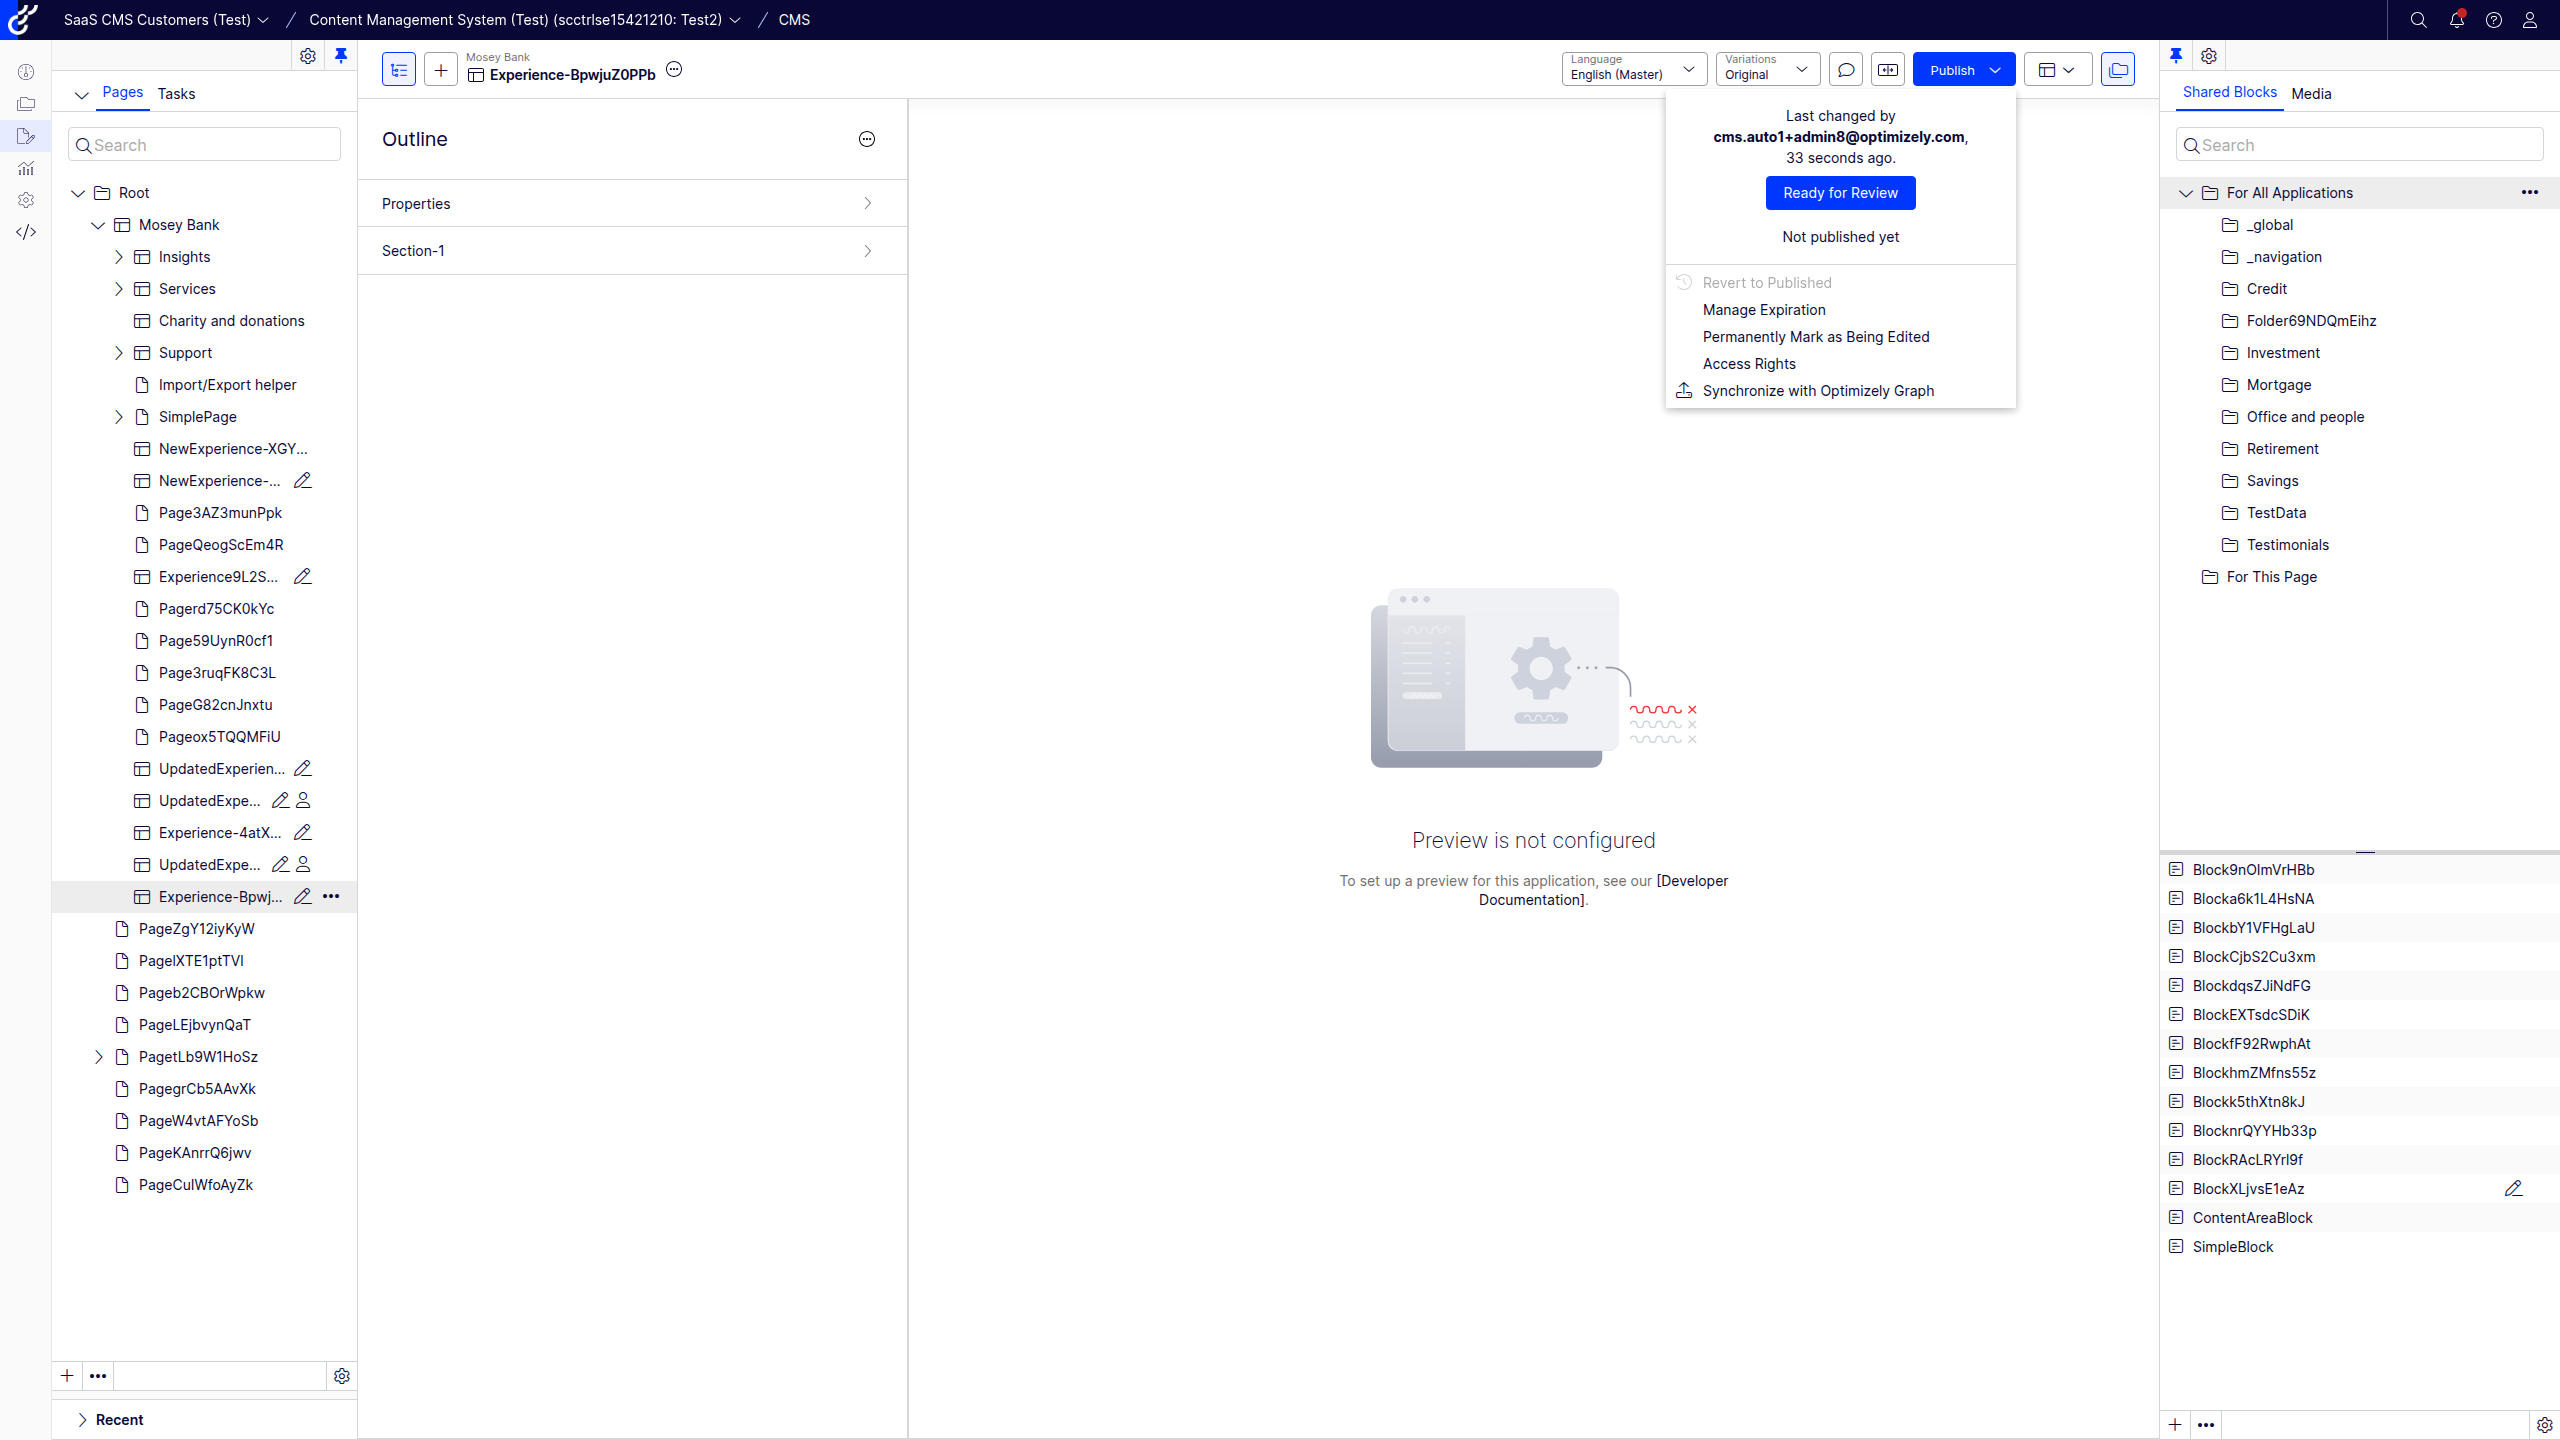 SaaS CMS Customers (Test)
Content Management System (Test) (scctrlse15421210: Test2)
CMS
Pages
Tasks
Search
Root
Mosey Bank
Insights
Services
Charity and donations
Support
Import/Export helper
SimplePage
NewExperience-XGY...
NewExperience-...
Page3AZ3munPpk
PageQeogScEm4R
Experience9L2S...
Pagerd75CK0kYc
Page59UynR0cf1
Page3ruqFK8C3L
PageG82cnJnxtu
Pageox5TQQMFiU
UpdatedExperien...
UpdatedExpe...
Experience-4atX...
UpdatedExpe...
Experience-Bpwj...
PageZgY12iyKyW
PageIXTE1ptTVI
Pageb2CBOrWpkw
PageLEjbvynQaT
PagetLb9W1HoSz
PagegrCb5AAvXk
PageW4vtAFYoSb
PageKAnrrQ6jwv
PageCulWfoAyZk
Recent
Mosey Bank
Experience-BpwjuZ0PPb
Language
English (Master)
Variations
Original
Publish
Outline
Properties
Section-1
Last changed by
cms.auto1+admin8@optimizely.com,
33 seconds ago.
Ready for Review
Not published yet
Revert to Published
Manage Expiration
Permanently Mark as Being Edited
Access Rights
Synchronize with Optimizely Graph
Preview is not configured
To set up a preview for this application, see our [Developer
Documentation].
Shared Blocks
Media
Search
For All Applications
_global
_navigation
Credit
Folder69NDQmEihz
Investment
Mortgage
Office and people
Retirement
Savings
TestData
Testimonials
For This Page
Block9nOlmVrHBb
Blocka6k1L4HsNA
BlockbY1VFHgLaU
BlockCjbS2Cu3xm
BlockdqsZJiNdFG
BlockEXTsdcSDiK
BlockfF92RwphAt
BlockhmZMfns55z
Blockk5thXtn8kJ
BlocknrQYYHb33p
BlockRAcLRYrl9f
BlockXLjvsE1eAz
ContentAreaBlock
SimpleBlock